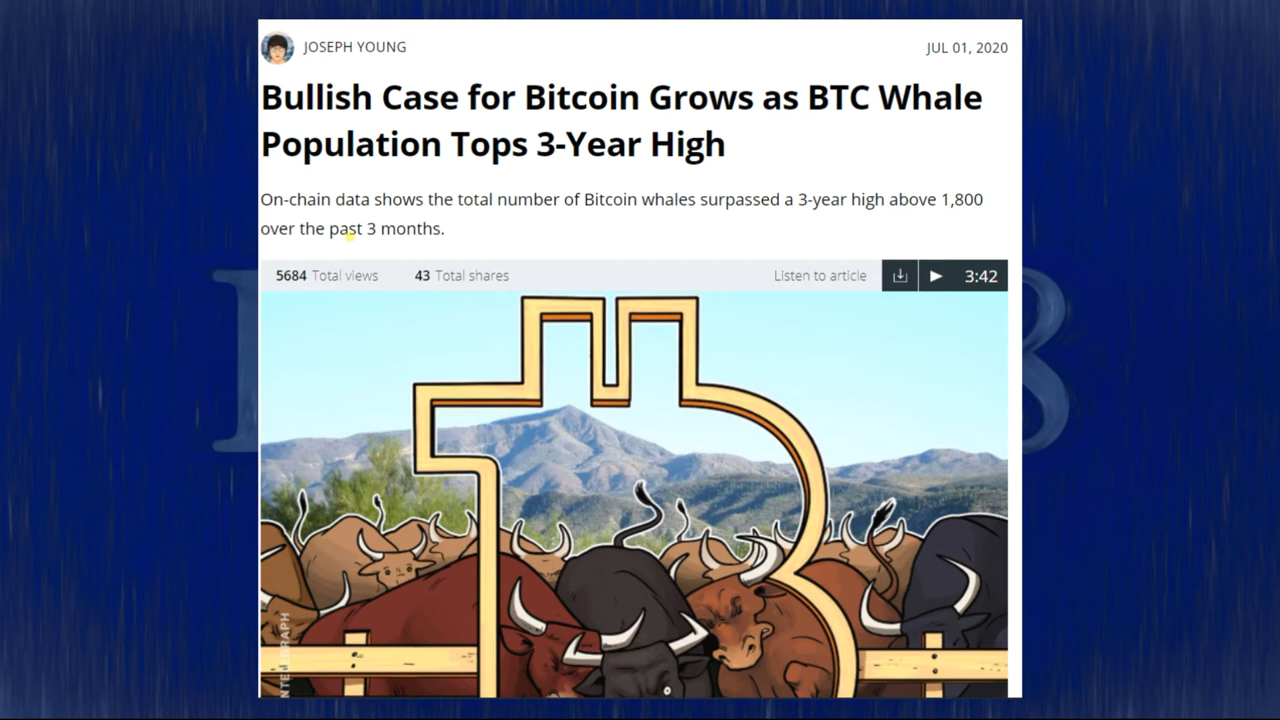 JOSEPH YOUNG
JUL 01, 2020
Bullish Case for Bitcoin Grows as BTC Whale
Population Tops 3-Year High
On-chain data shows the total number of Bitcoin whales surpassed a 3-year high above 1,800
over the past 3 months.
5684 Total views 43 Total shares Listen to article 3:42